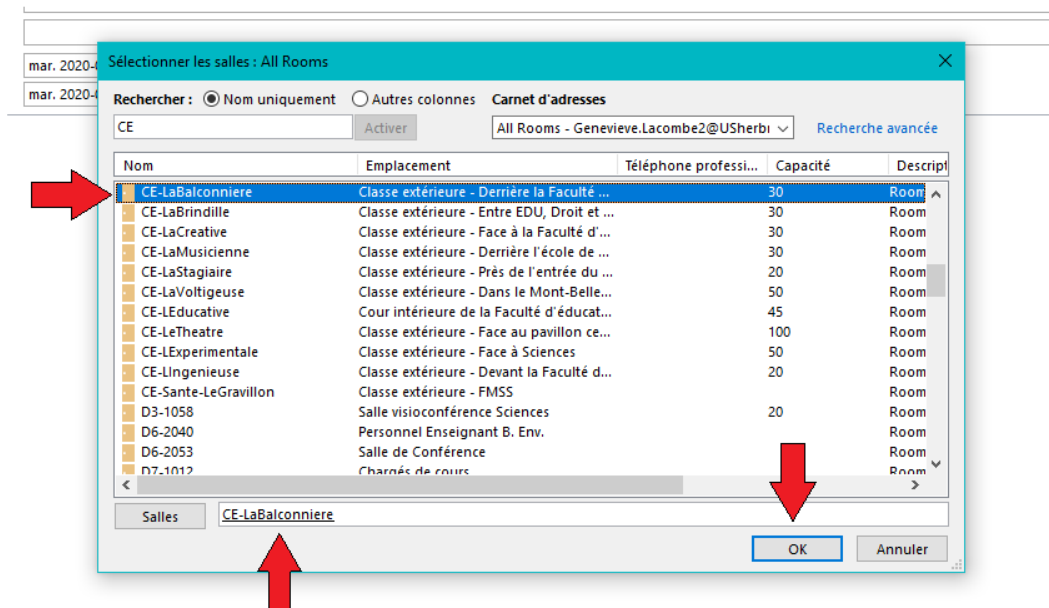 Sélectionner les salles : All Rooms
mar. 2020-
mar. 2020-
Rechercher : Nom uniquement Autres colonnes Carnet d'adresses
CE Activer All Rooms - Genevieve.Lacombe2@USherbr Recherche avancée
Nom Emplacement Téléphone professi... Capacité Descript
CE-LaBalconniere Classe extérieure - Derrière la Faculté ... 30 Room
CE-LaBrindille Classe extérieure - Entre EDU, Droit et ... 30 Room
CE-LaCreative Classe extérieure - Face à la Faculté d'... 30 Room
CE-LaMusicienne Classe extérieure - Derrière l'école de ... 30 Room
CE-LaStagiaire Classe extérieure - Près de l'entrée du ... 20 Room
CE-LaVoltigeuse Classe extérieure - Dans le Mont-Belle... 50 Room
CE-LEducative Cour intérieure de la Faculté d'éducat... 45 Room
CE-LeTheatre Classe extérieure - Face au pavillon ce... 100 Room
CE-LExperimentale Classe extérieure - Face à Sciences 50 Room
CE-LIngenieuse Classe extérieure - Devant la Faculté d... 20 Room
CE-Sante-LeGravillon Classe extérieure - FMSS Room
D3-1058 Salle visioconférence Sciences 20 Room
D6-2040 Personnel Enseignant B. Env. Room
D6-2053 Salle de Conférence Room
D7-1012 Chargés de cours Room
Salles CE-LaBalconniere
OK Annuler